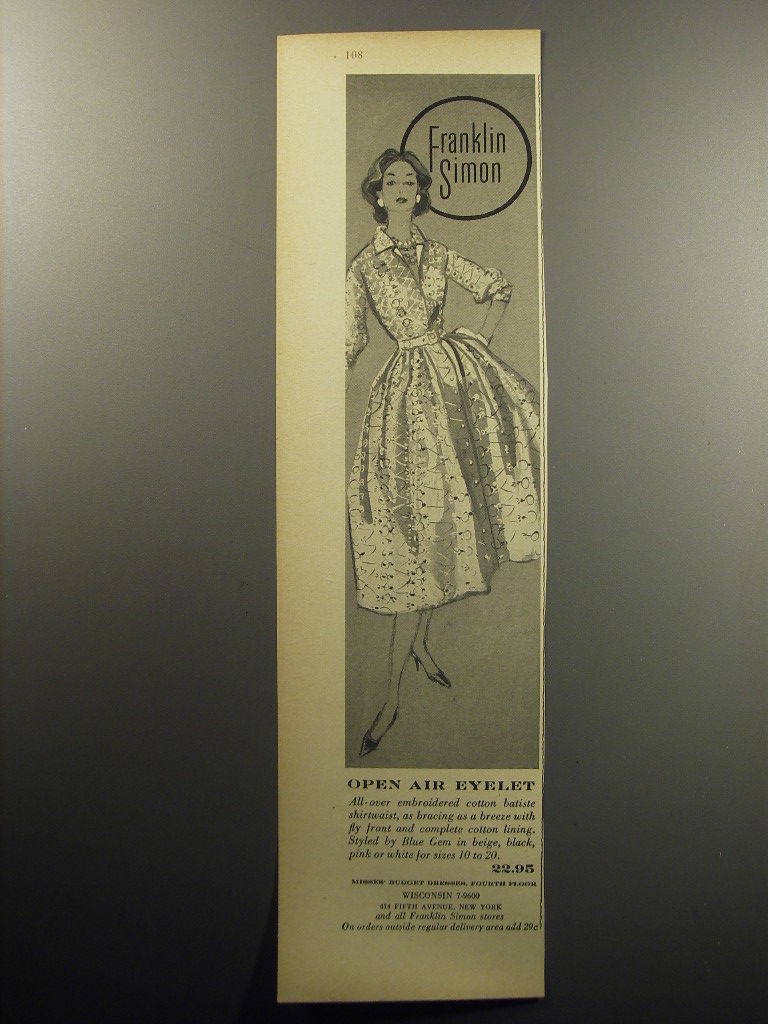 108
Franklin
Simon
OPEN AIR EYELET
All-over embroidered cotton batiste
shirtwaist, as bracing as a breeze with
fly front and complete cotton lining.
Styled by Blue Gem in beige, black,
pink or white for sizes 10 to 20.
22.95
MISSES' BUDGET DRESSES, FOURTH FLOOR
WISCONSIN 7-9600
414 FIFTH AVENUE, NEW YORK
and all Franklin Simon stores
On orders outside regular delivery area add 29c